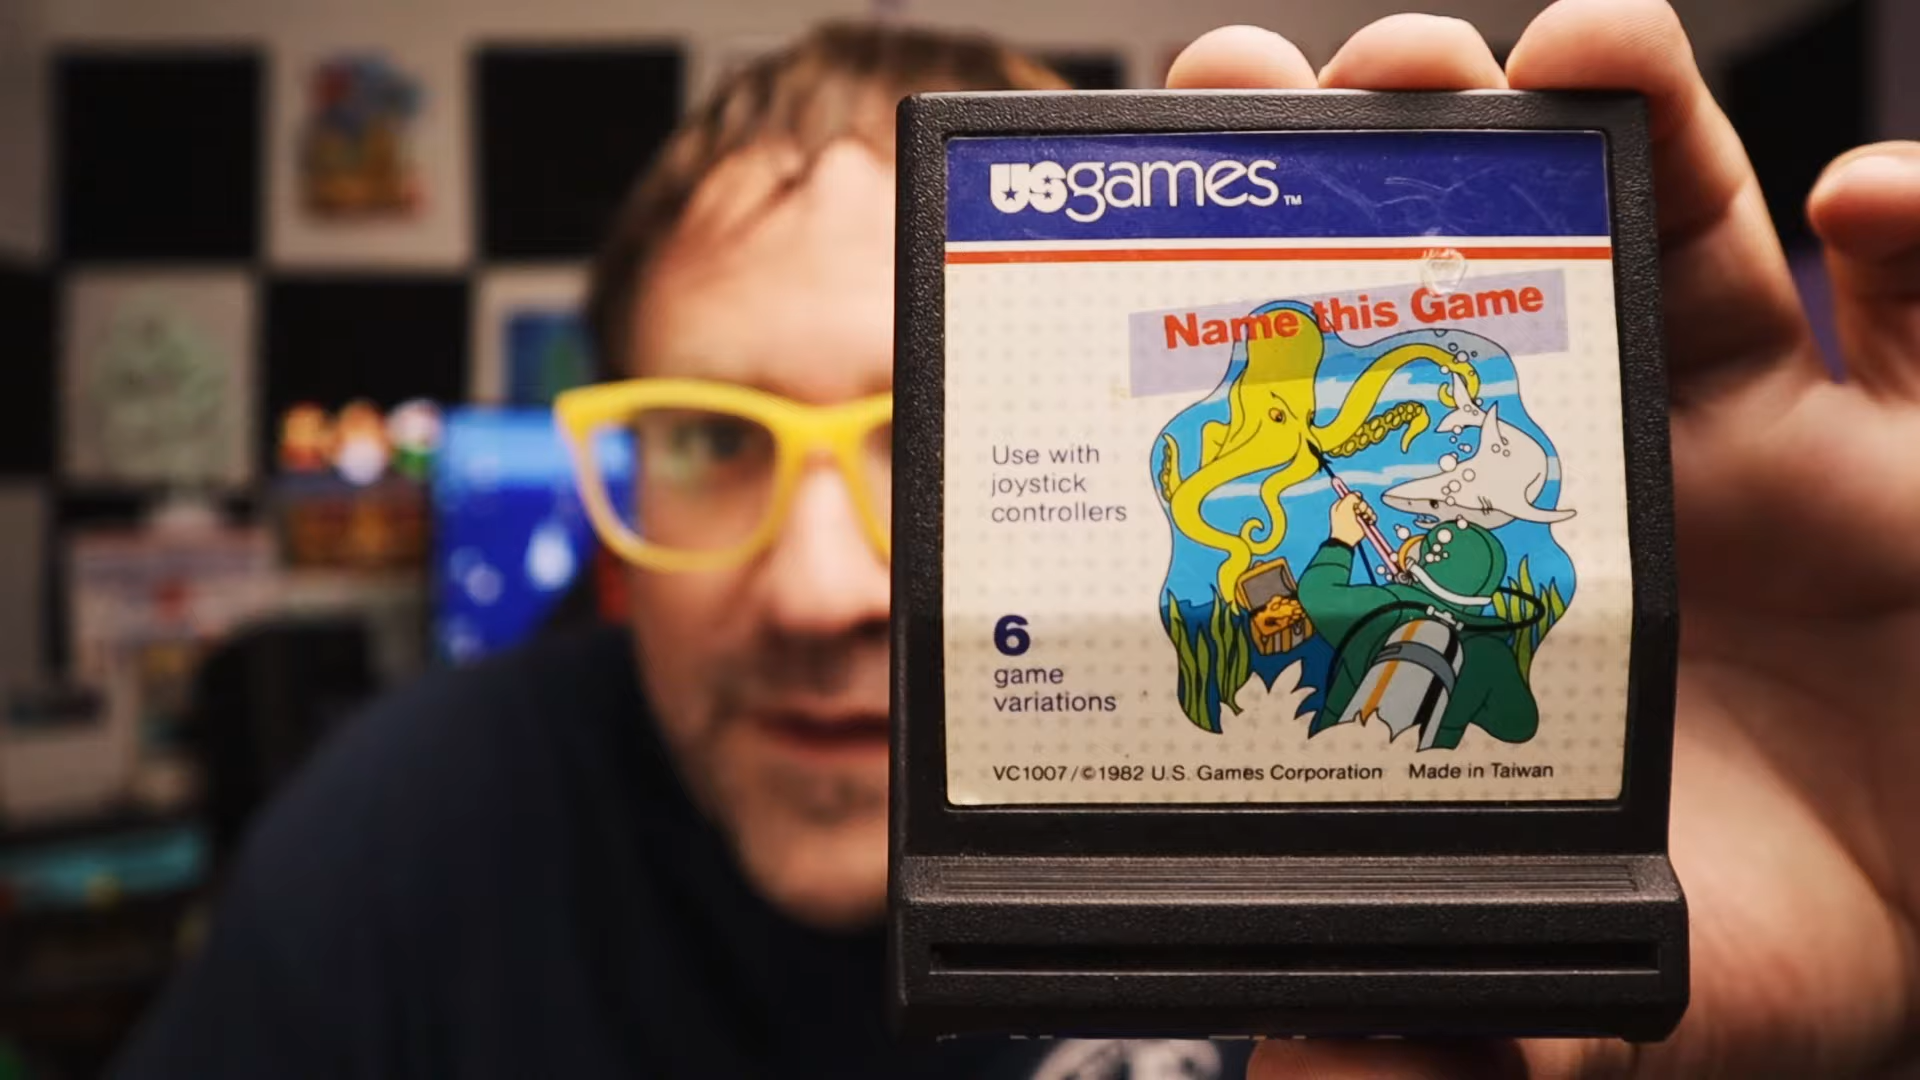 USgames™
Name this Game
Use with
joystick
controllers
6
game
variations
VC1007/©1982 U.S. Games Corporation Made in Taiwan